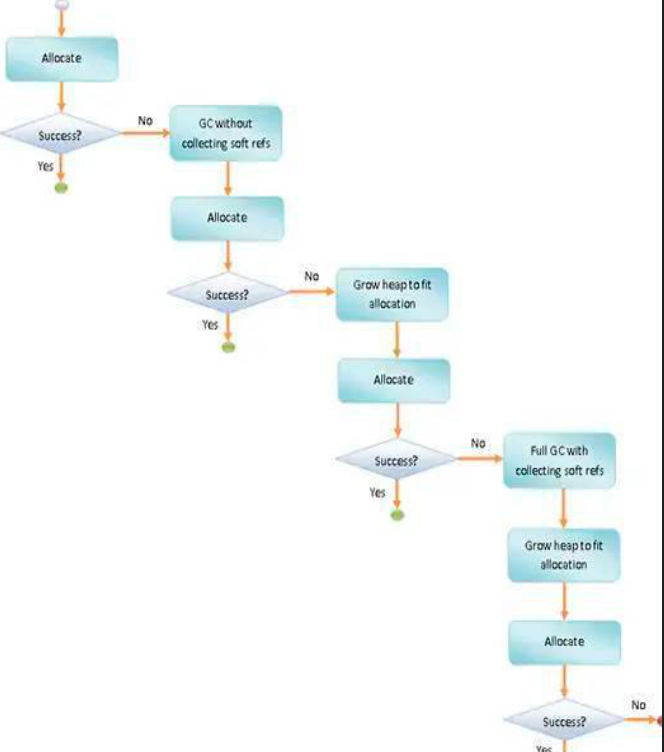 Allocate
Success?
No
Yes
GC without
collecting soft refs
Allocate
Success?
No
Yes
Grow heap to fit
allocation
Allocate
Success?
No
Yes
Full GC with
collecting soft refs
Grow heap to fit
allocation
Allocate
Success?
No
Yes